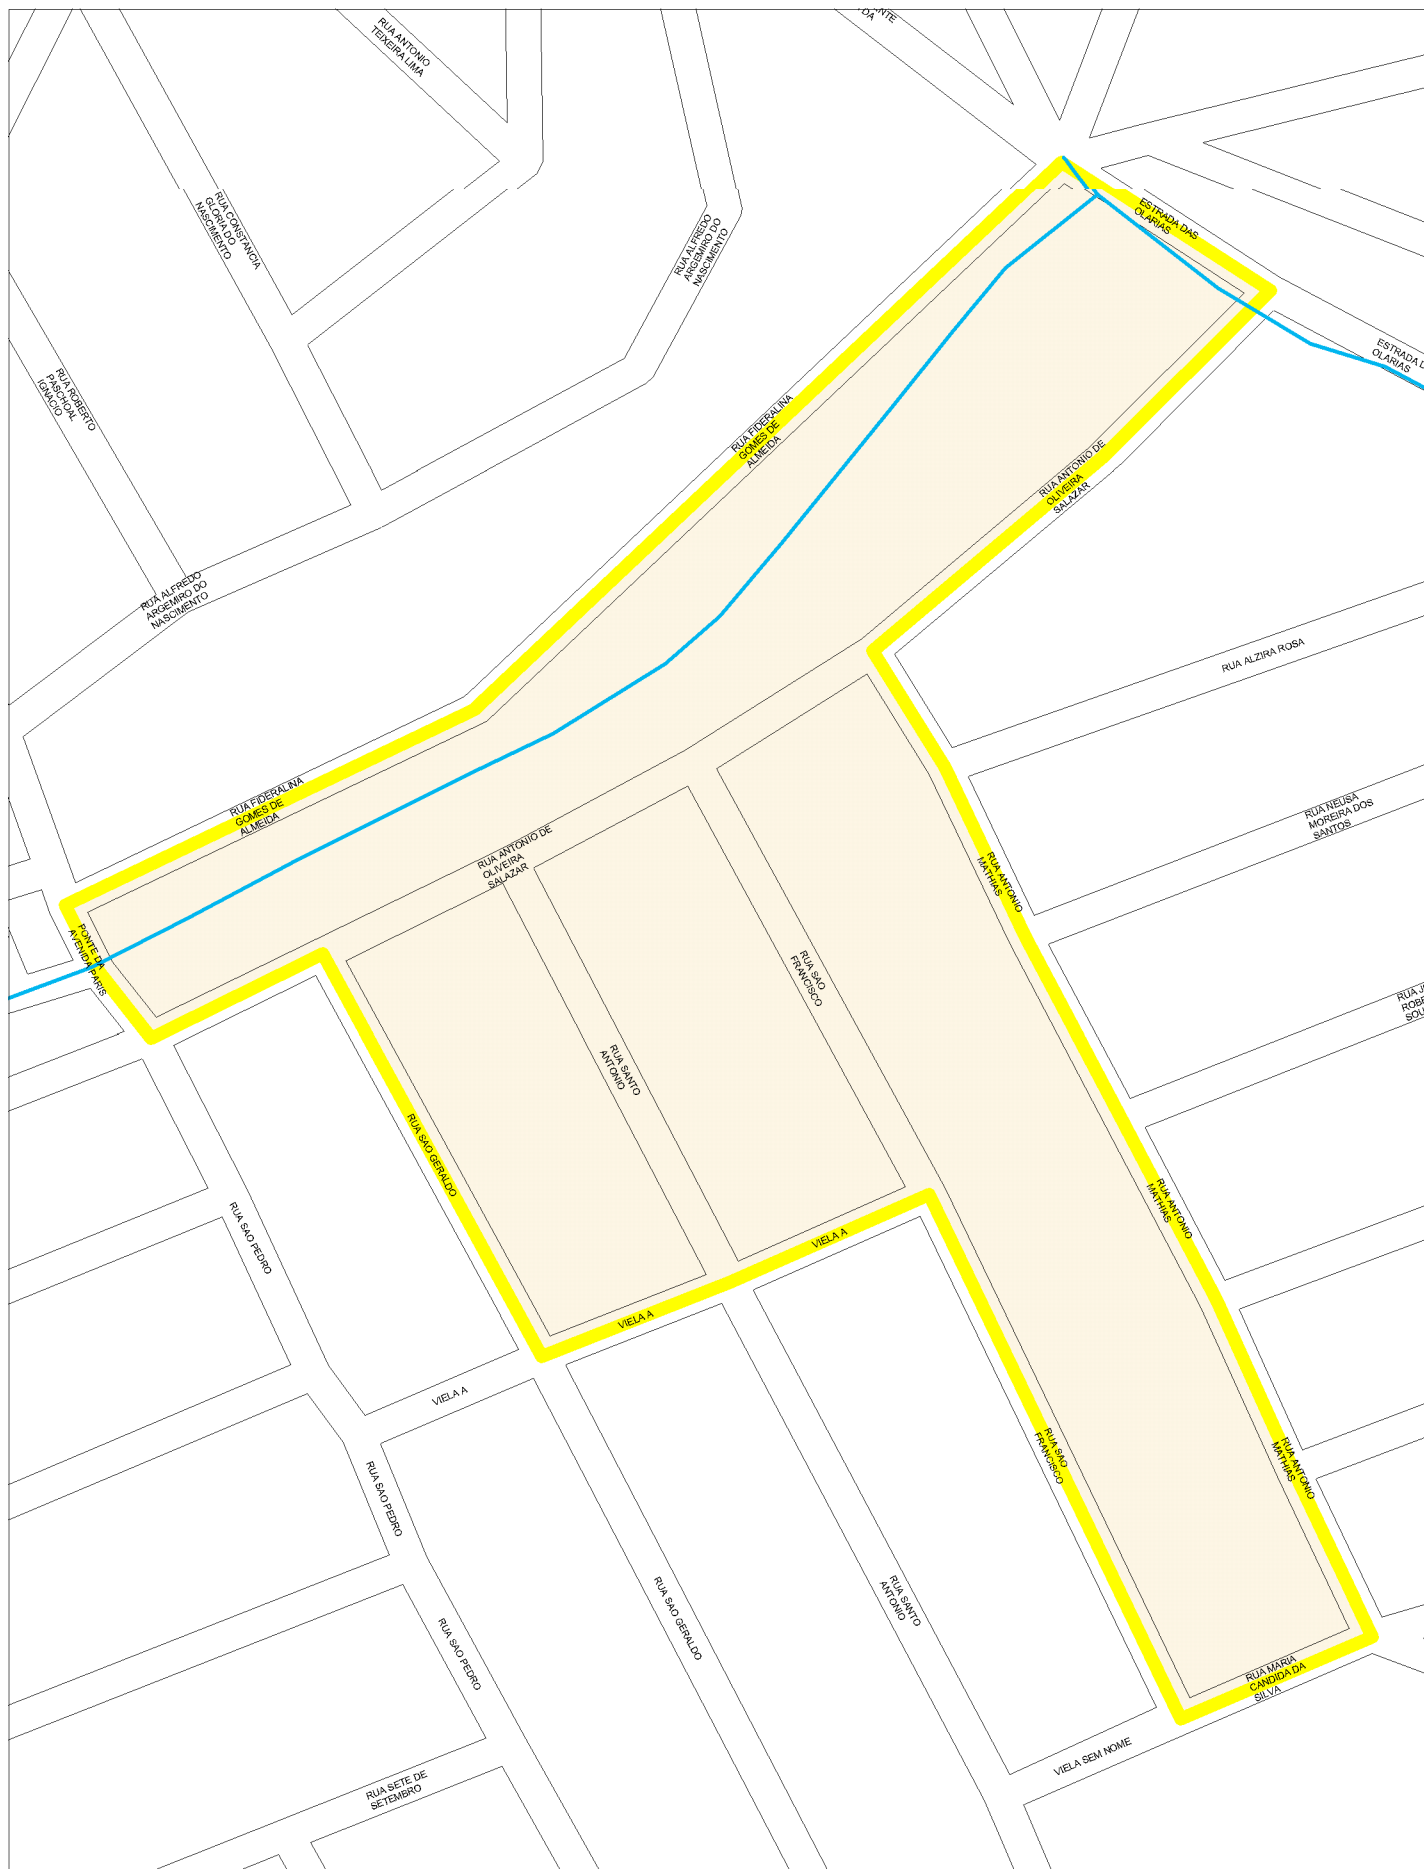 RUA ANTONIO
TEIXEIRA LIMA
RUA CONSTANCIA
GLORIA DO
NASCIMENTO
RUA ALFREDO
ARGEMIRO DO
NASCIMENTO
ESTRADA DAS
OLARIAS
ESTRADA D
OLARIAS
RUA ROBERTO
PASCHOAL
IGNACIO
RUA FIDERALINA
GOMES DE
ALMEIDA
RUA ANTONIO DE
OLIVEIRA
SALAZAR
RUA ALFREDO
ARGEMIRO DO
NASCIMENTO
RUA ALZIRA ROSA
RUA FIDERALINA
GOMES DE
ALMEIDA
RUA NEUSA
MOREIRA DOS
SANTOS
RUA ANTONIO DE
OLIVEIRA
SALAZAR
RUA ANTONIO
MATHIAS
PONTE DA
AVENIDA PARIS
RUA SAO
FRANCISCO
RUA J
ROBE
SOU
RUA SANTO
ANTONIO
RUA SAO GERALDO
RUA ANTONIO
MATHIAS
RUA SAO PEDRO
VIELA A
VIELA A
VIELA A
RUA SAO
FRANCISCO
RUA ANTONIO
MATHIAS
RUA SAO PEDRO
RUA SAO GERALDO
RUA SANTO
ANTONIO
RUA SAO PEDRO
RUA MARIA
CANDIDA DA
SILVA
VIELA SEM NOME
RUA SETE DE
SETEMBRO